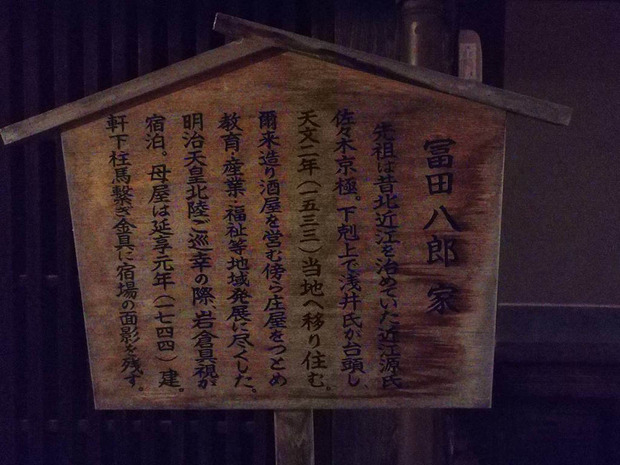 冨田八郎 家
先祖は昔北近江を治めていた近江源氏
佐々木京極。下剋上で浅井氏が台頭し、
天文二年(一五三三)当地へ移り住む。
爾来造り酒屋を営む傍ら庄屋をつとめ
教育・産業・福祉等地域発展に尽くした。
明治天皇北陸ご巡幸の際、岩倉具視が
宿泊。母屋は延享元年(一七四四)建。
軒下柱馬繋ぎ金具に宿場の面影を残す。